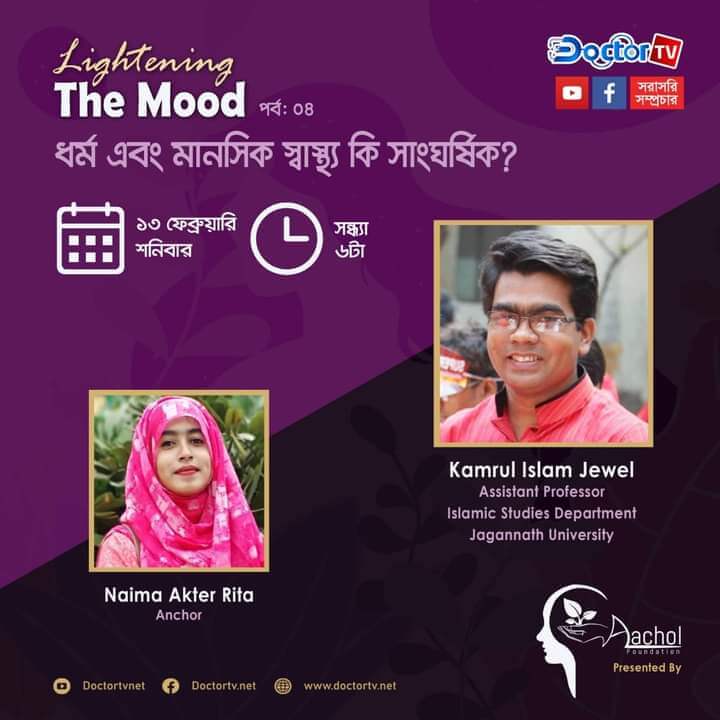 Lightening
The Mood পর্ব: ০৪
ধর্ম এবং মানসিক স্বাস্থ্য কি সাংঘর্ষিক?
DoctorTV
সরাসরি
সম্প্রচার
১৩ ফেব্রুয়ারি
শনিবার
সন্ধ্যা
৬টা
Kamrul Islam Jewel
Assistant Professor
Islamic Studies Department
Jagannath University
Naima Akter Rita
Anchor
Aachol
Foundation
Presented By
Doctortvnet Doctortv.net www.doctortv.net